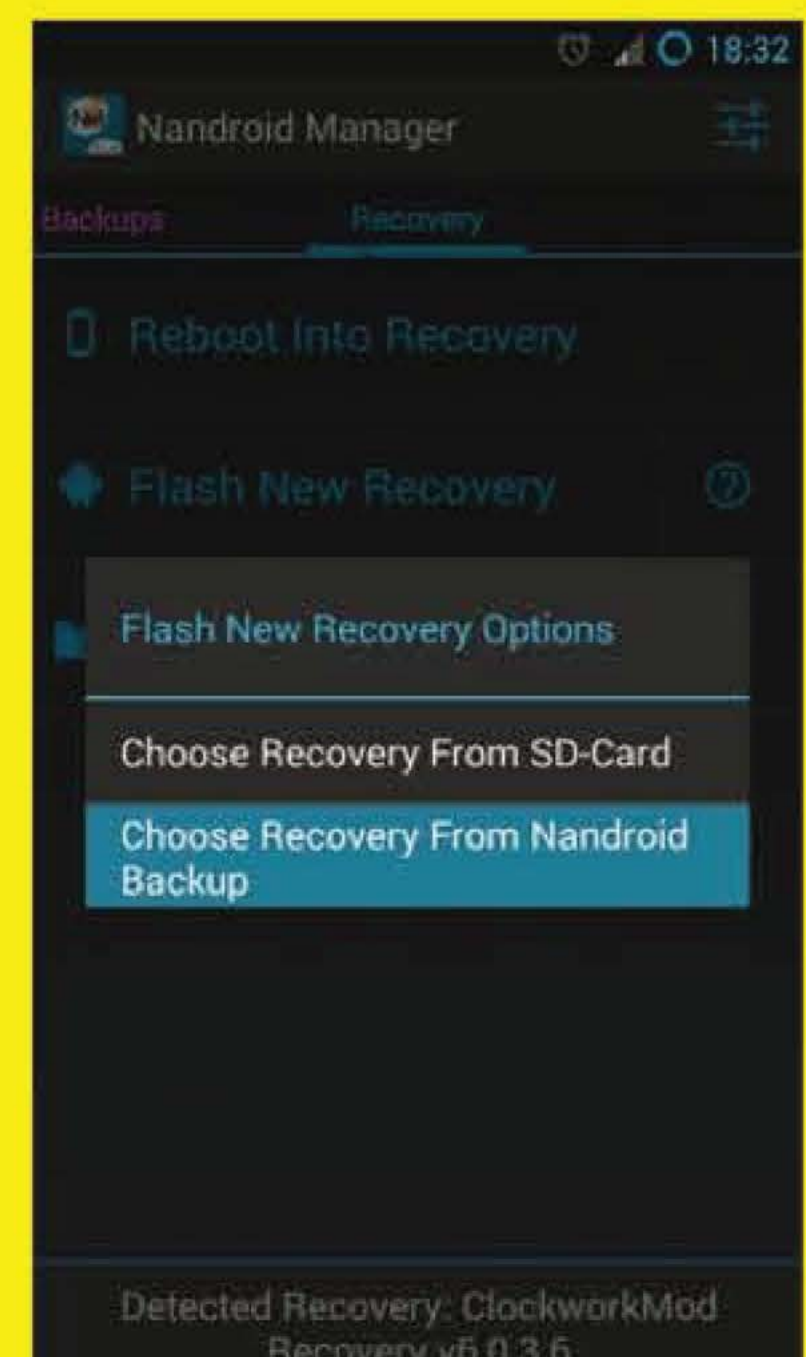 18:32
Nandroid Manager
Backups
Recovery
Reboot Into Recovery
Flash New Recovery
Flash New Recovery Options
Choose Recovery From SD-Card
Choose Recovery From Nandroid
Backup
Detected Recovery: ClockworkMod
Recovery v6.0.3.6